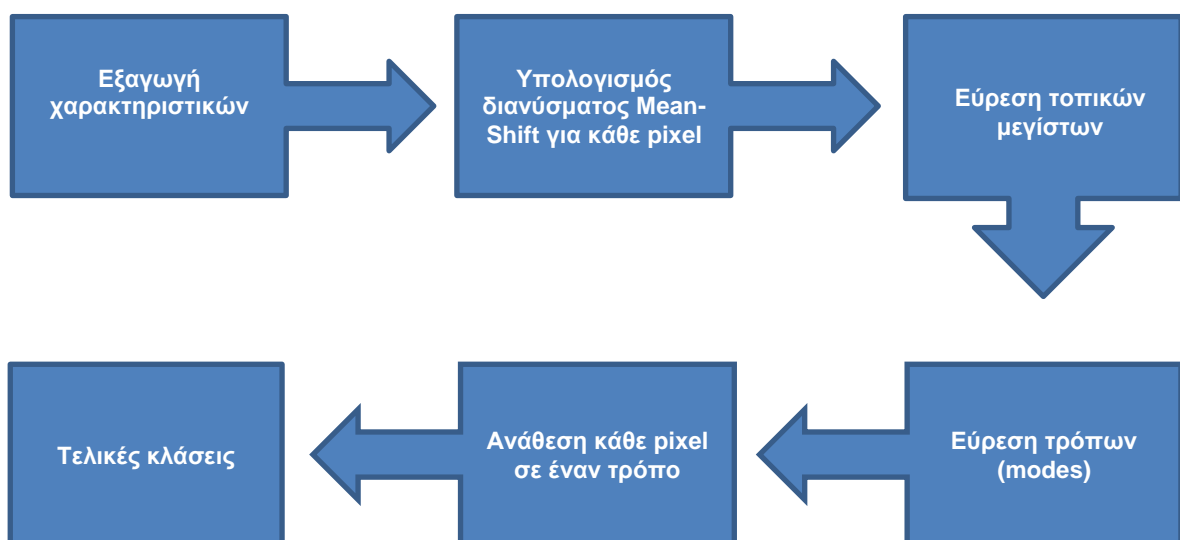 Εξαγωγή
χαρακτηριστικών
Υπολογισμός
διανύσματος Mean-
Shift για κάθε pixel
Εύρεση τοπικών
μεγίστων
Εύρεση τρόπων
(modes)
Ανάθεση κάθε pixel
σε έναν τρόπο
Τελικές κλάσεις